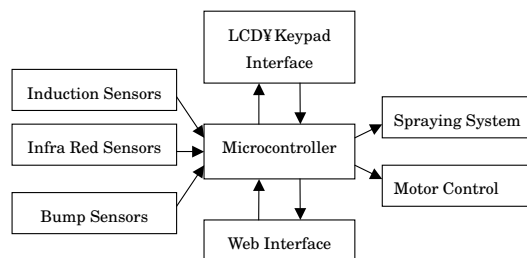 LCD¥Keypad
Interface
Induction Sensors
Infra Red Sensors
Bump Sensors
Microcontroller
Spraying System
Motor Control
Web Interface